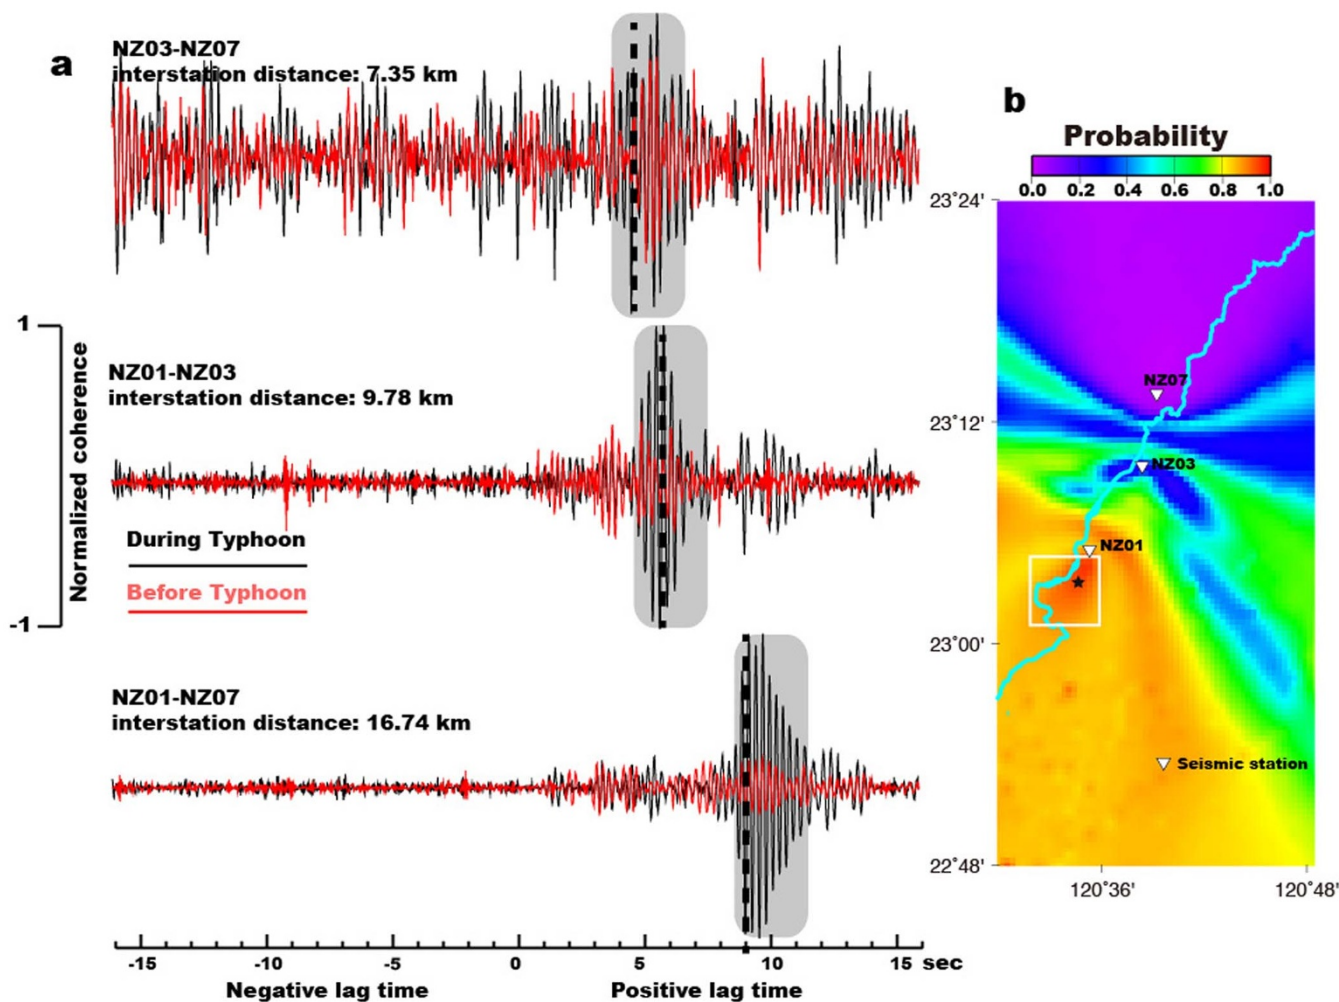 a
NZ03-NZ07
interstation distance: 7.35 km
1
Normalized coherence
-1
NZ01-NZ03
interstation distance: 9.78 km
During Typhoon
Before Typhoon
NZ01-NZ07
interstation distance: 16.74 km
-15 -10 -5 0 5 10 15 sec
Negative lag time Positive lag time
b
Probability
0.0 0.2 0.4 0.6 0.8 1.0
23˚24'
NZ07
23˚12'
NZ03
NZ01
23˚00'
Seismic station
22˚48'
120˚36' 120˚48'